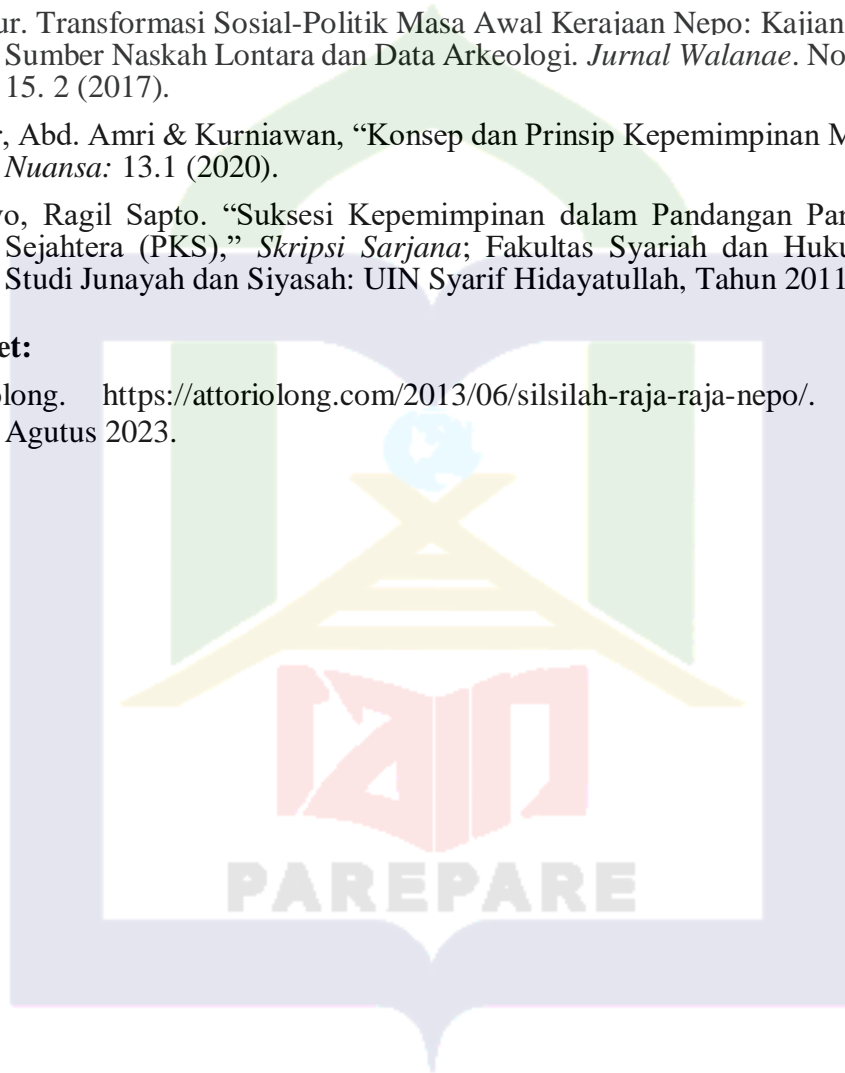 ur. Transformasi Sosial-Politik Masa Awal Kerajaan Nepo: Kajian
Sumber Naskah Lontara dan Data Arkeologi. Jurnal Walanae. No
15. 2 (2017).
r, Abd. Amri & Kurniawan, “Konsep dan Prinsip Kepemimpinan M
Nuansa: 13.1 (2020).
vo, Ragil Sapto. “Suksesi Kepemimpinan dalam Pandangan Par
Sejahtera (PKS),” Skripsi Sarjana; Fakultas Syariah dan Huku
Studi Junayah dan Siyasah: UIN Syarif Hidayatullah, Tahun 2011
et:
long. https://attoriolong.com/2013/06/silsilah-raja-raja-nepo/.
Agutus 2023.
iain
PAREPARE